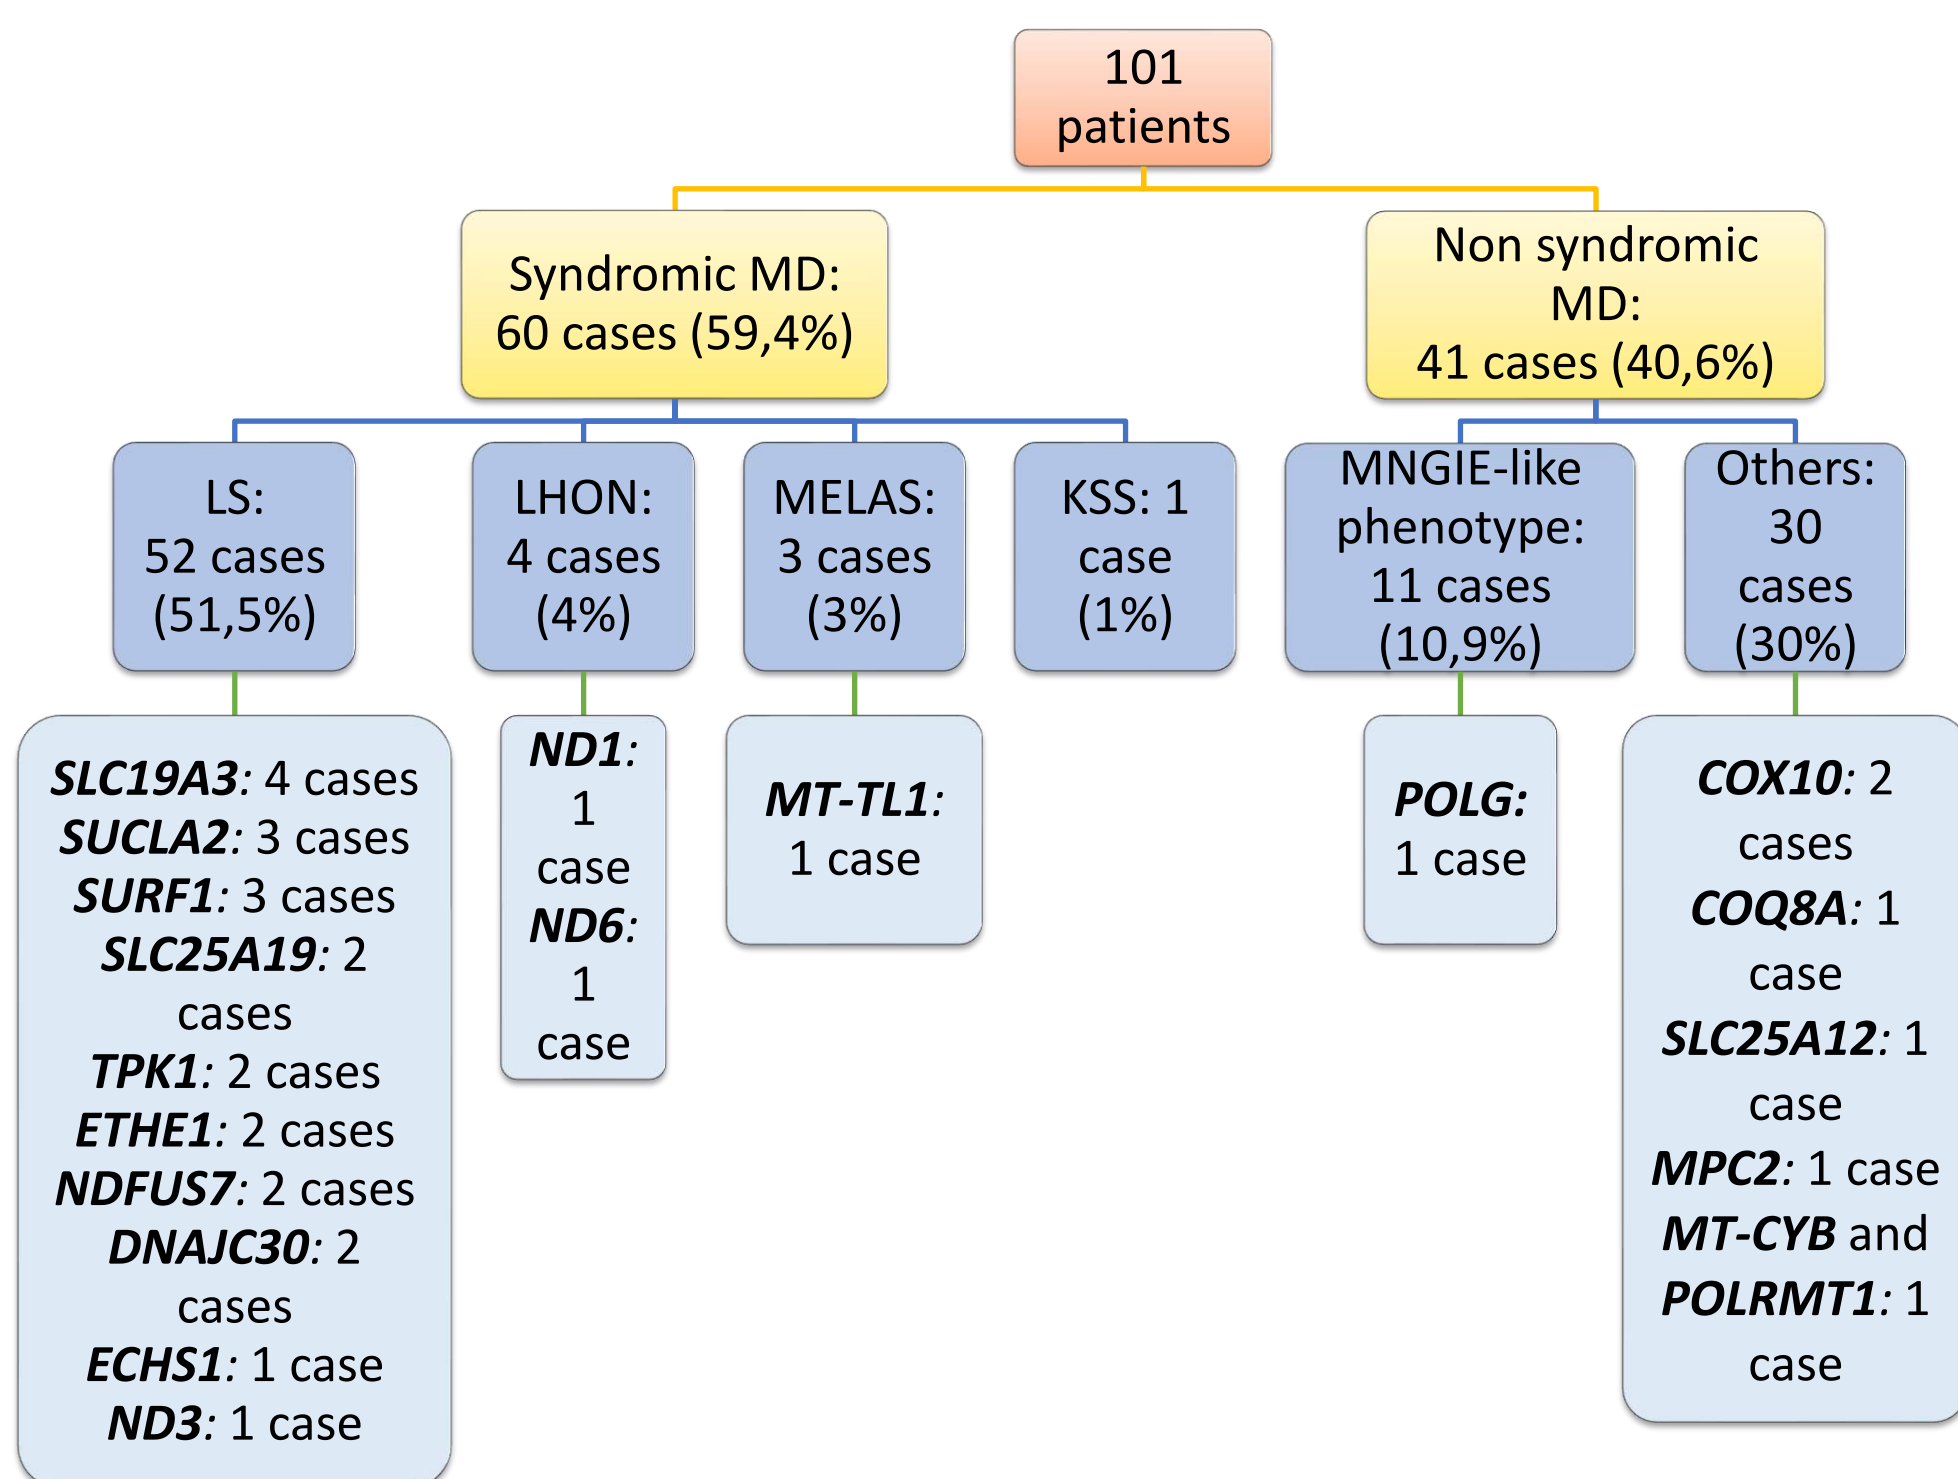 101
patients
Syndromic MD:
60 cases (59,4%)
Non syndromic
MD:
41 cases (40,6%)
LS:
52 cases
(51,5%)
LHON:
4 cases
(4%)
MELAS:
3 cases
(3%)
KSS: 1
case
(1%)
MNGIE-like
phenotype:
11 cases
(10,9%)
Others:
30
cases
(30%)
SLC19A3: 4 cases
SUCLA2: 3 cases
SURF1: 3 cases
SLC25A19: 2
cases
TPK1: 2 cases
ETHE1: 2 cases
NDFUS7: 2 cases
DNAJC30: 2
cases
ECHS1: 1 case
ND3: 1 case
ND1:
1
case
ND6:
1
case
MT-TL1:
1 case
POLG:
1 case
COX10: 2
cases
COQ8A: 1
case
SLC25A12: 1
case
MPC2: 1 case
MT-CYB and
POLRMT1: 1
case